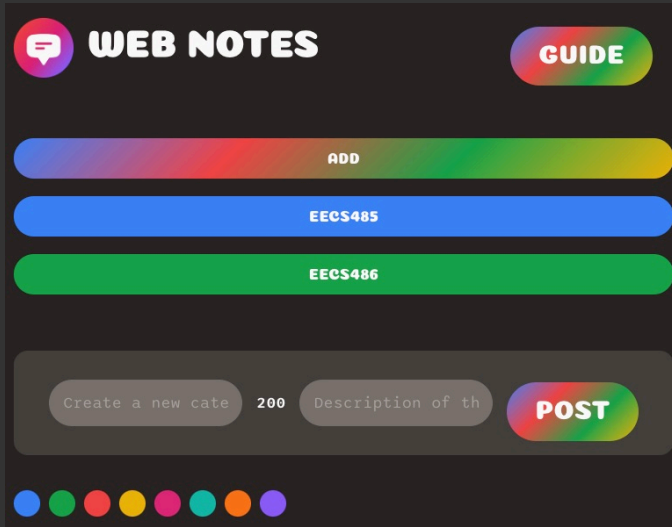 WEB NOTES
GUIDE
ADD
EECS485
EECS486
Create a new cate 200 Description of th POST